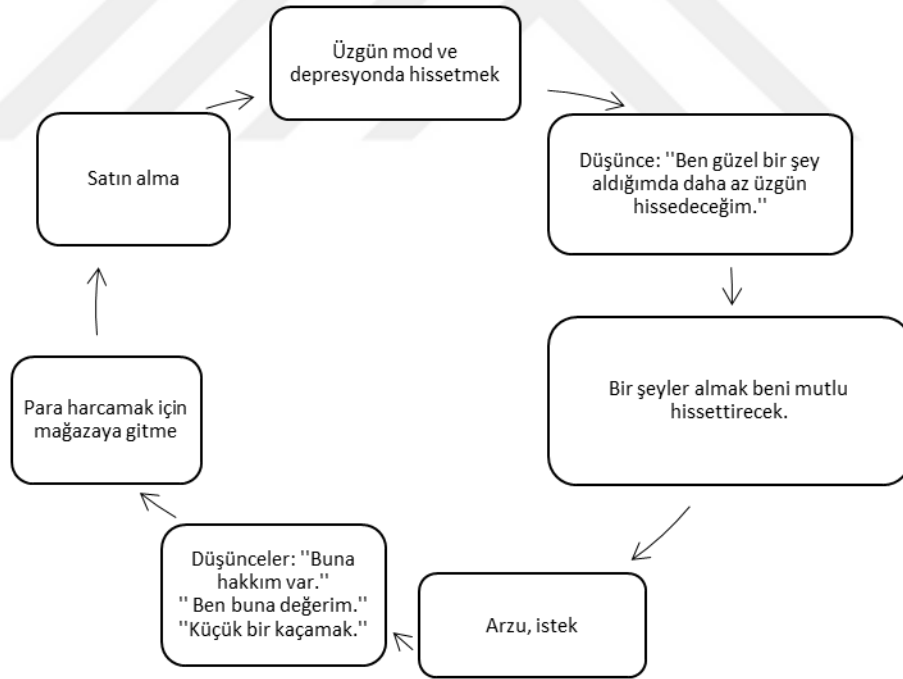 Üzgün mod ve
depresyonda hissetmek
Düşünce: "Ben güzel bir şey
aldığımda daha az üzgün
hissedeceğim."
Bir şeyler almak beni mutlu
hissettirecek.
Arzu, istek
Düşünceler: "Buna
hakkım var."
" Ben buna değerim."
"Küçük bir kaçamak."
Para harcamak için
mağazaya gitme
Satın alma